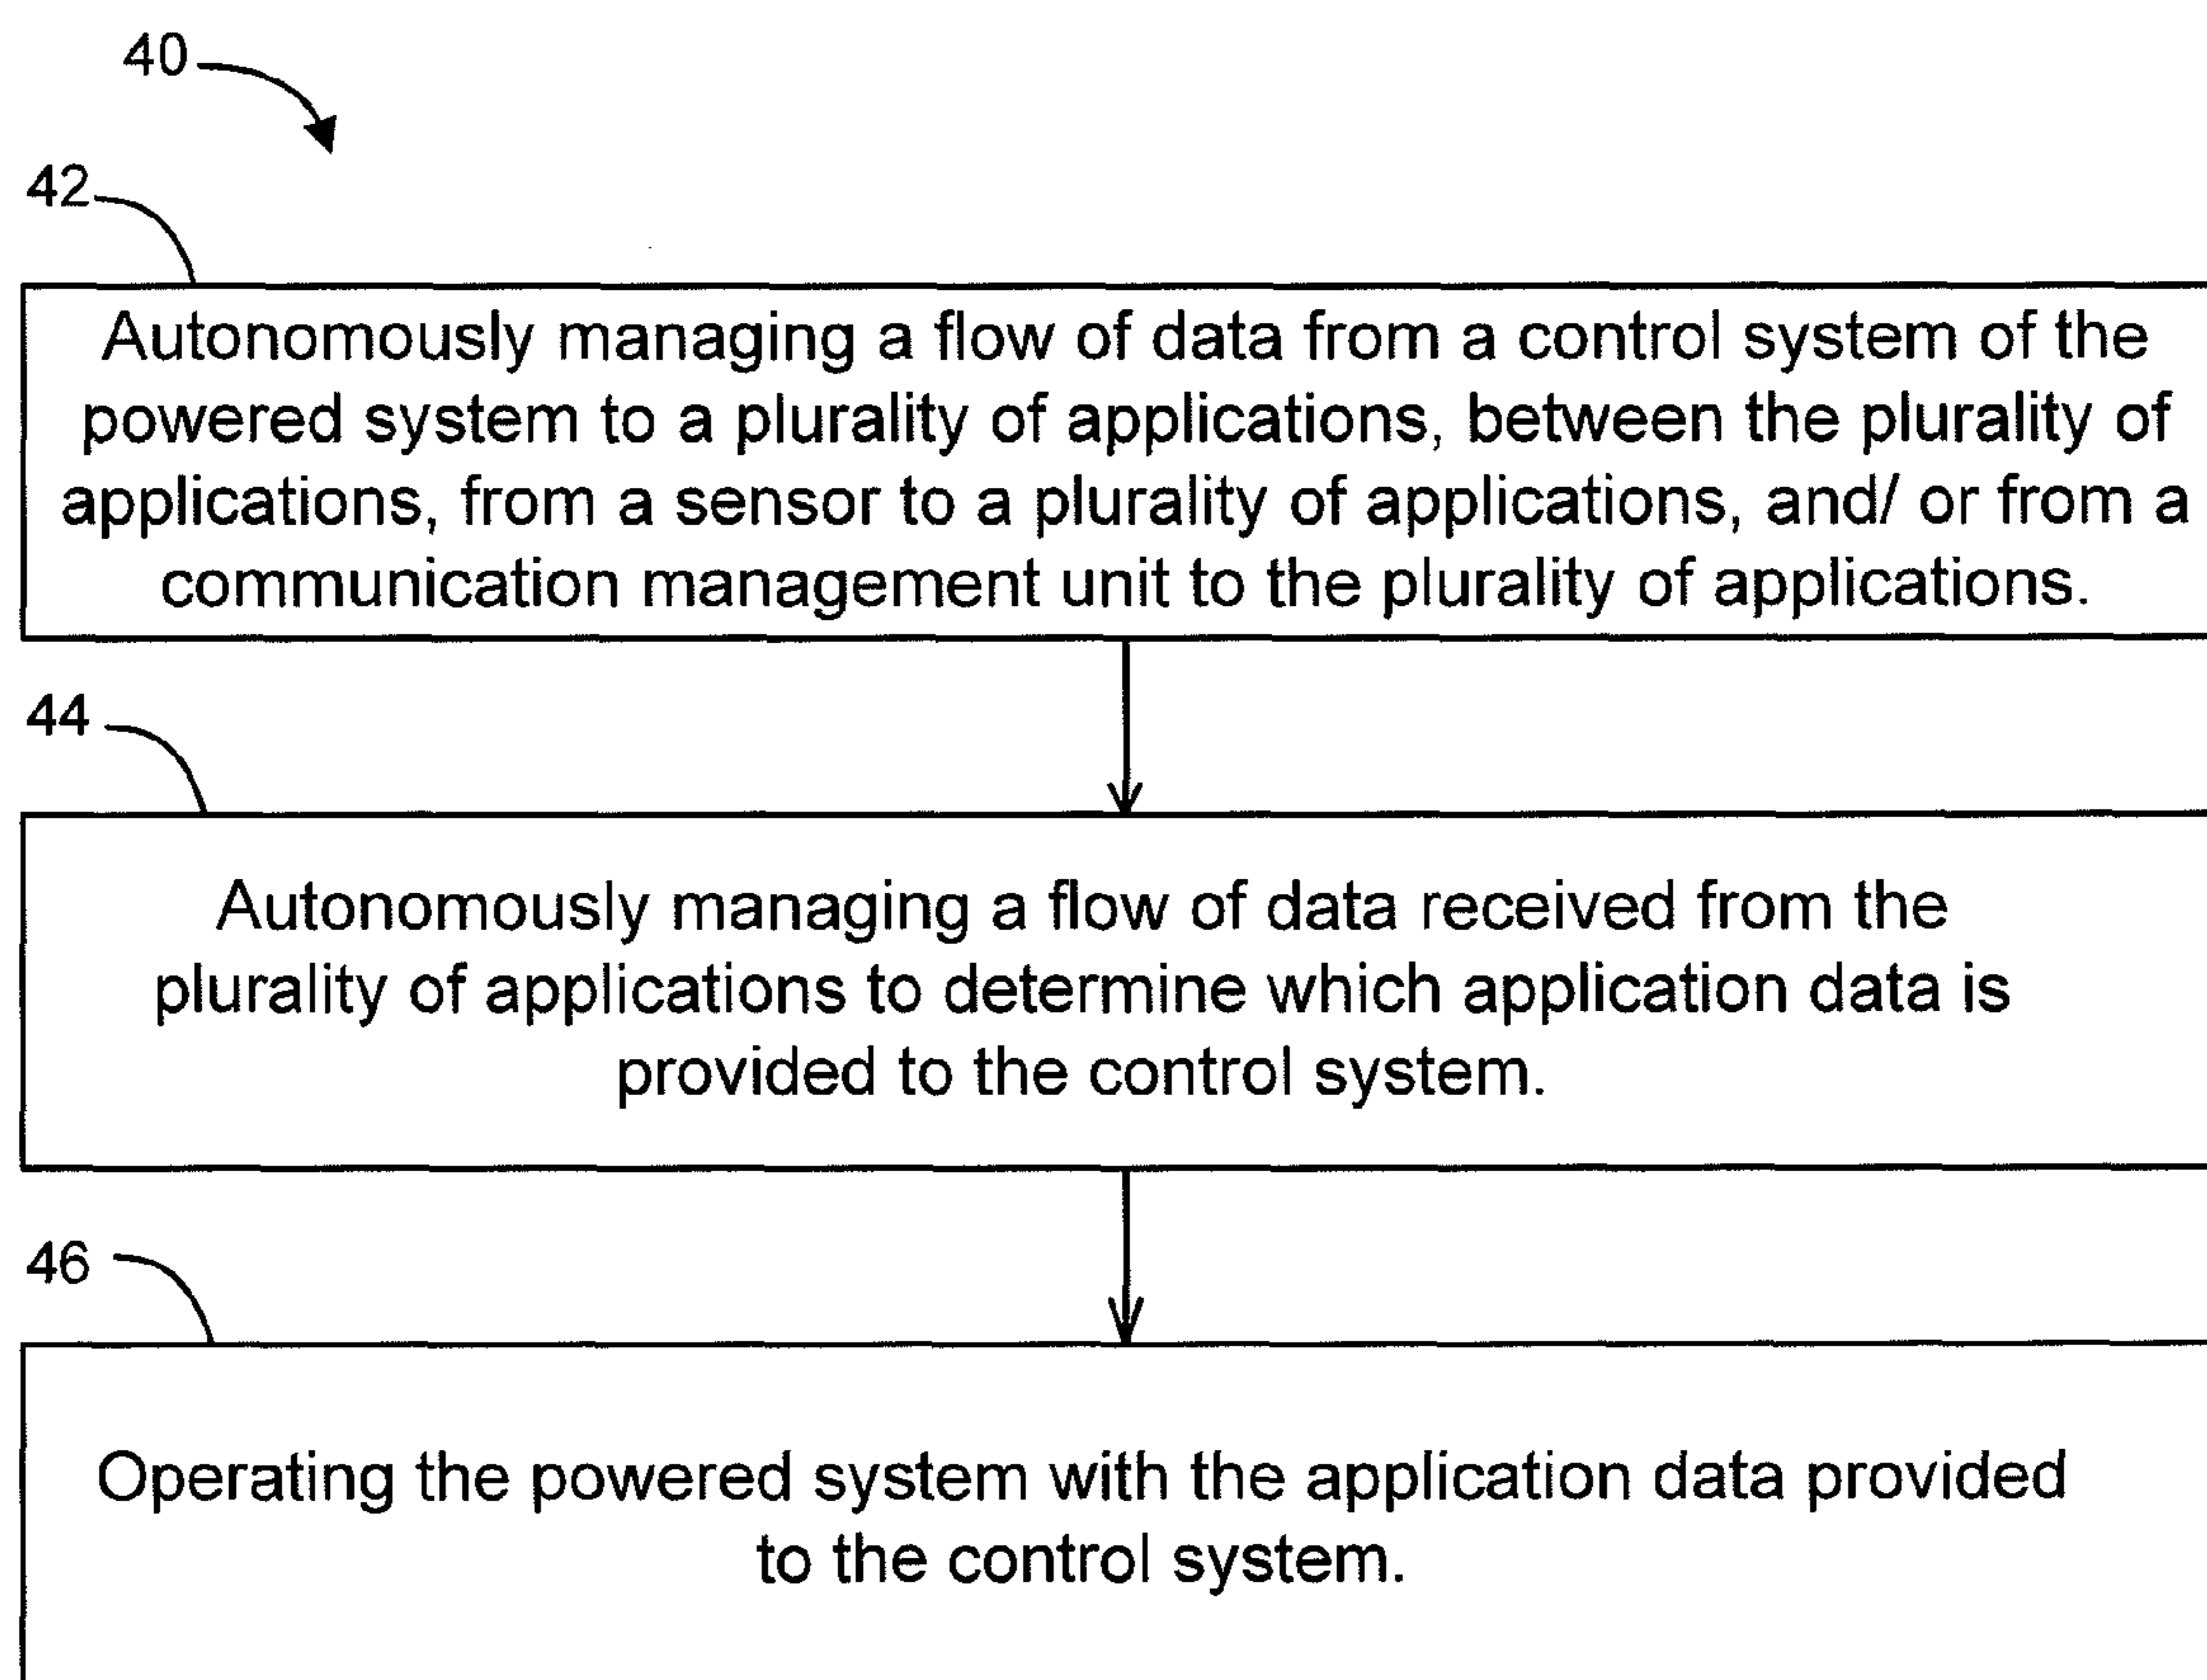 40
42
Autonomously managing a flow of data from a control system of the
powered system to a plurality of applications, between the plurality of
applications, from a sensor to a plurality of applications, and/ or from a
communication management unit to the plurality of applications.
44
Autonomously managing a flow of data received from the
plurality of applications to determine which application data is
provided to the control system.
46
Operating the powered system with the application data provided
to the control system.